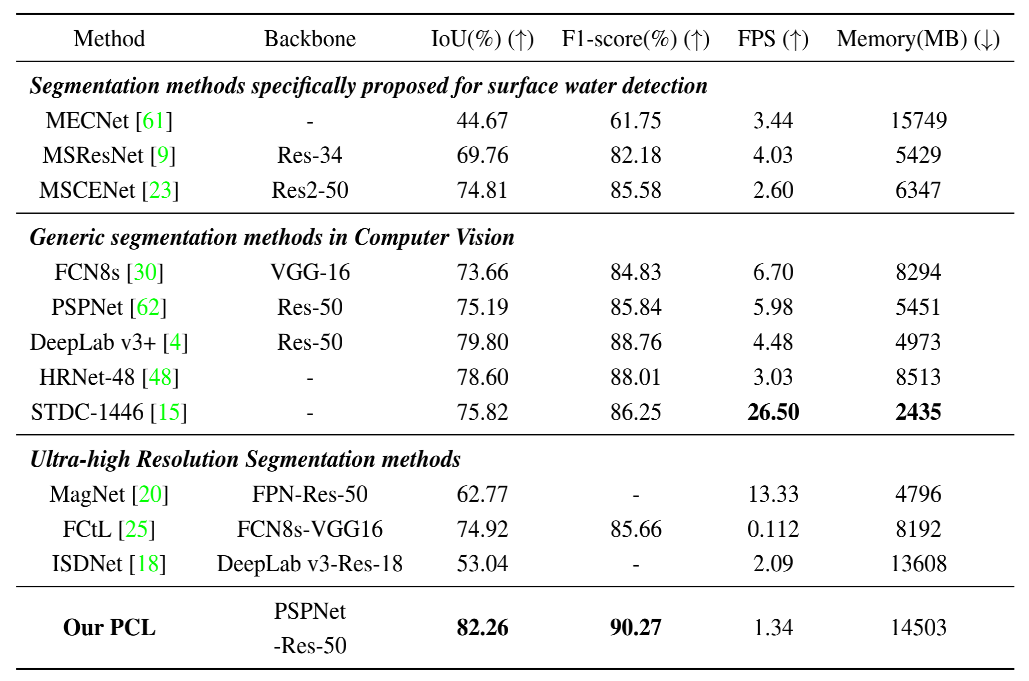 Method Backbone IoU(%) (↑) F1-score(%) (↑) FPS (↑) Memory(MB) (↓)
Segmentation methods specifically proposed for surface water detection
MECNet [61] - 44.67 61.75 3.44 15749
MSResNet [9] Res-34 69.76 82.18 4.03 5429
MSCENet [23] Res2-50 74.81 85.58 2.60 6347
Generic segmentation methods in Computer Vision
FCN8s [30] VGG-16 73.66 84.83 6.70 8294
PSPNet [62] Res-50 75.19 85.84 5.98 5451
DeepLab v3+ [4] Res-50 79.80 88.76 4.48 4973
HRNet-48 [48] - 78.60 88.01 3.03 8513
STDC-1446 [15] - 75.82 86.25 26.50 2435
Ultra-high Resolution Segmentation methods
MagNet [20] FPN-Res-50 62.77 - 13.33 4796
FCtL [25] FCN8s-VGG16 74.92 85.66 0.112 8192
ISDNet [18] DeepLab v3-Res-18 53.04 - 2.09 13608
Our PCL PSPNet 82.26 90.27 1.34 14503
-Res-50